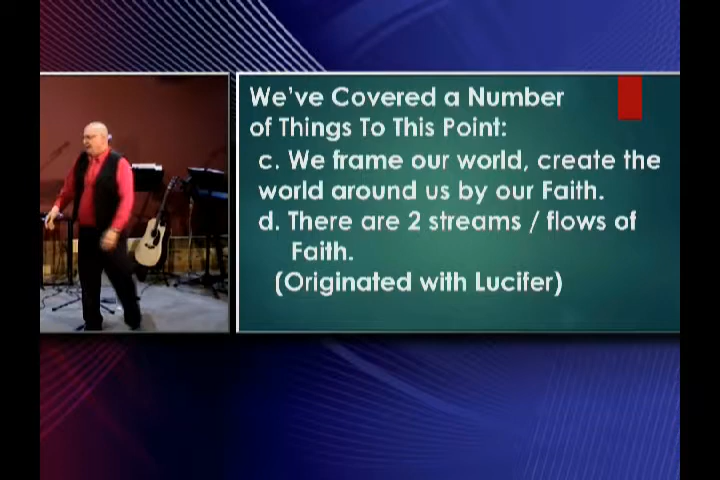 We've Covered a Number
of Things To This Point:
c. We frame our world, create the
world around us by our Faith.
d. There are 2 streams / flows of
Faith.
(Originated with Lucifer)